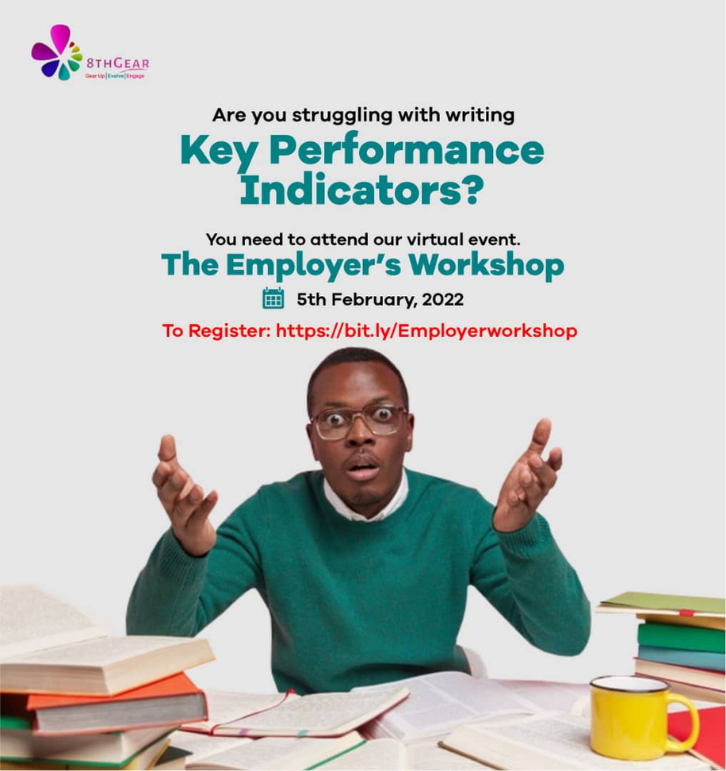 8THGEAR
Gear Up|Evolve|Engage
Are you struggling with writing
Key Performance
Indicators?
You need to attend our virtual event.
The Employer's Workshop
5th February, 2022
To Register: https://bit.ly/Employerworkshop